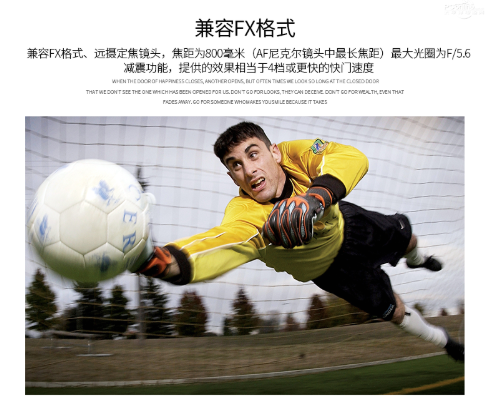 兼容FX格式
兼容FX格式、远摄定焦镜头，焦距为800毫米（AF尼克尔镜头中最长焦距）最大光圈为F/5.6
减震功能，提供的效果相当于4档或更快的快门速度
WHEN THE DOOR OF HAPPINESS CLOSES, ANOTHER OPENS, BUT OFTEN TIMES WE LOOK SO LONG AT THE CLOSED DOOR
THAT WE DON'T SEE THE ONE WHICH HAS BEEN OPENED FOR US. DON'T GO FOR LOOKS, THEY CAN DECEIVE. DON'T GO FOR WEALTH, EVEN THAT
FADES AWAY. GO FOR SOMEONE WHO MAKES YOU SMILE BECAUSE IT TAKES